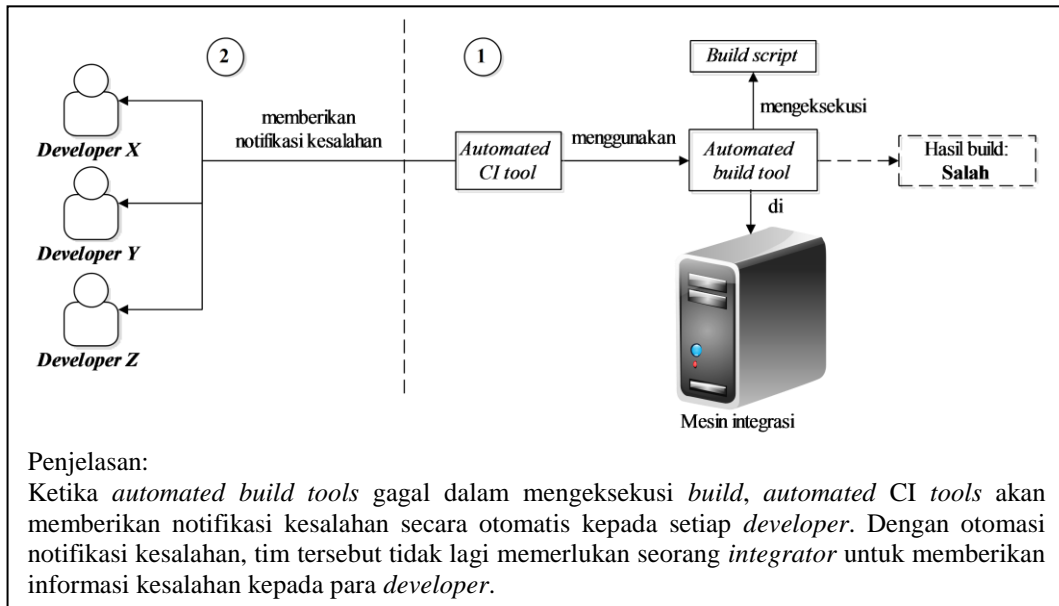 2
1
Build script
mengeksekusi
memberikan
notifikasi kesalahan
Automated
CI tool
menggunakan
Automated
build tool
Hasil build:
Salah
di
Developer X
Developer Y
Developer Z
Mesin integrasi
Penjelasan:
Ketika automated build tools gagal dalam mengeksekusi build, automated CI tools akan
memberikan notifikasi kesalahan secara otomatis kepada setiap developer. Dengan otomasi
notifikasi kesalahan, tim tersebut tidak lagi memerlukan seorang integrator untuk memberikan
informasi kesalahan kepada para developer.